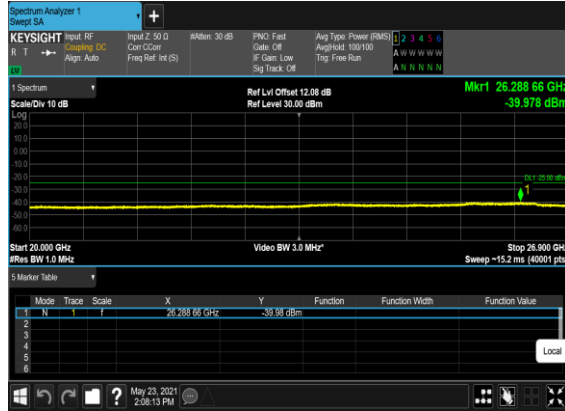 Spectrum Analyzer 1
Swept SA
+
KEYSIGHT Input: RF Input Z: 50 Ω #Atten: 30 dB PNO: Fast Avg Type: Power (RMS) 1 2 3 4 5 6
R T Coupling: DC Corr CCorr Gate: Off Avg|Hold: 100/100 A W W W W W
Align: Auto Freq Ref: Int (S) IF Gain: Low Trig: Free Run
LXI Sig Track: Off A N N N N N
1 Spectrum Ref Lvl Offset 12.08 dB Mkr1 26.288 66 GHz
Scale/Div 10 dB Ref Level 30.00 dBm -39.978 dBm
Log
20.0
10.0
0.00
-10.0
-20.0
DL1 -25.00 dBm
-30.0
1
-40.0
-50.0
-60.0
Start 20.000 GHz Video BW 3.0 MHz* Stop 26.900 GHz
#Res BW 1.0 MHz Sweep ~15.2 ms (40001 pts)
5 Marker Table
Mode Trace Scale X Y Function Function Width Function Value
1 N 1 f 26.288 66 GHz -39.98 dBm
2
3
4
5
6
Local
? May 23, 2021
2:08:13 PM